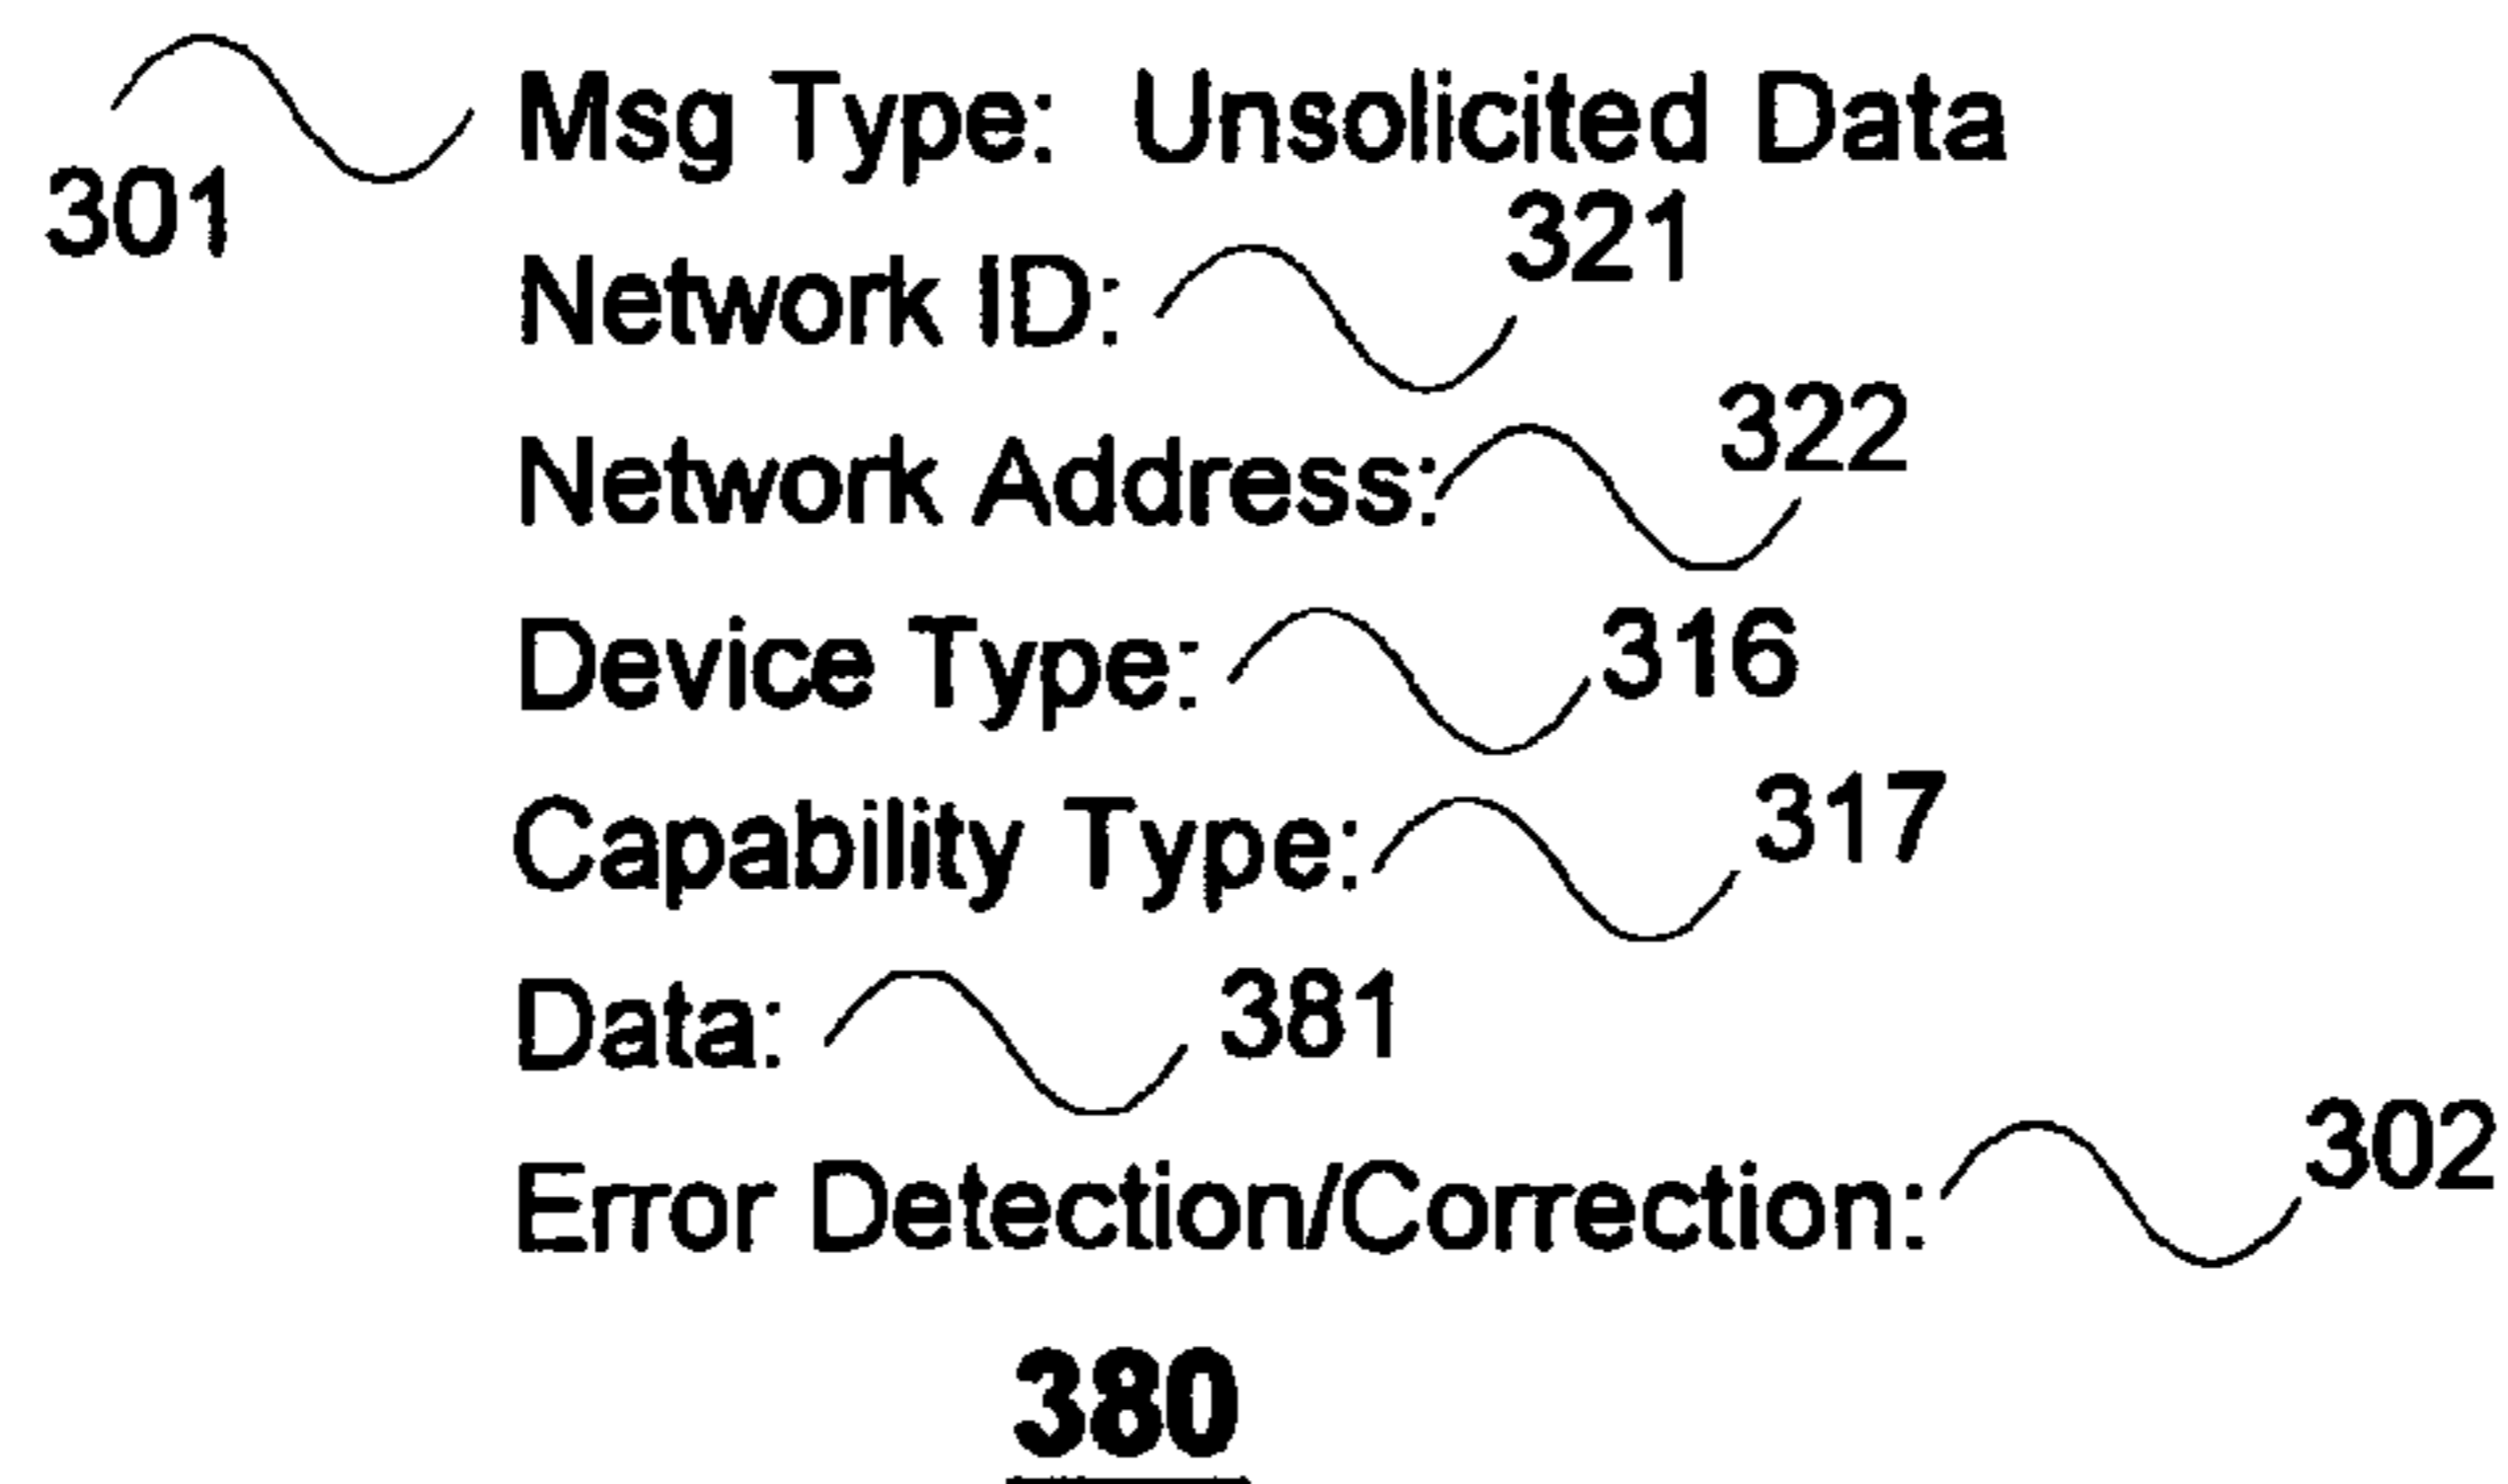 Msg Type: Unsolicited Data
301
321
Network ID:
322
Network Address:
Device Type: 316
Capability Type: 317
Data: 381
302
Error Detection/Correction:
380